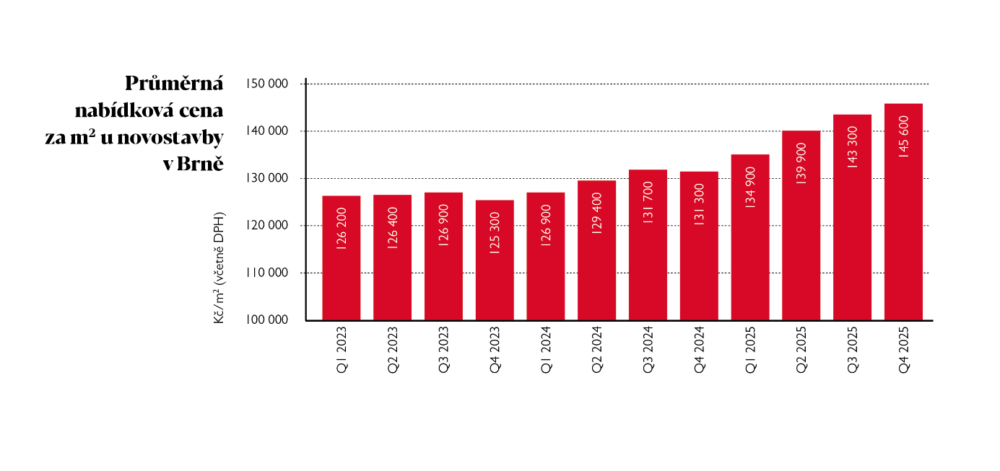 Průměrná
nabídková cena
za m² u novostavby
v Brně
Kč/m² (včetně DPH)
150 000
140 000
130 000
120 000
110 000
100 000
126 200
126 400
126 900
125 300
126 900
129 400
131 700
131 300
134 900
139 900
143 300
145 600
Q1 2023
Q2 2023
Q3 2023
Q4 2023
Q1 2024
Q2 2024
Q3 2024
Q4 2024
Q1 2025
Q2 2025
Q3 2025
Q4 2025